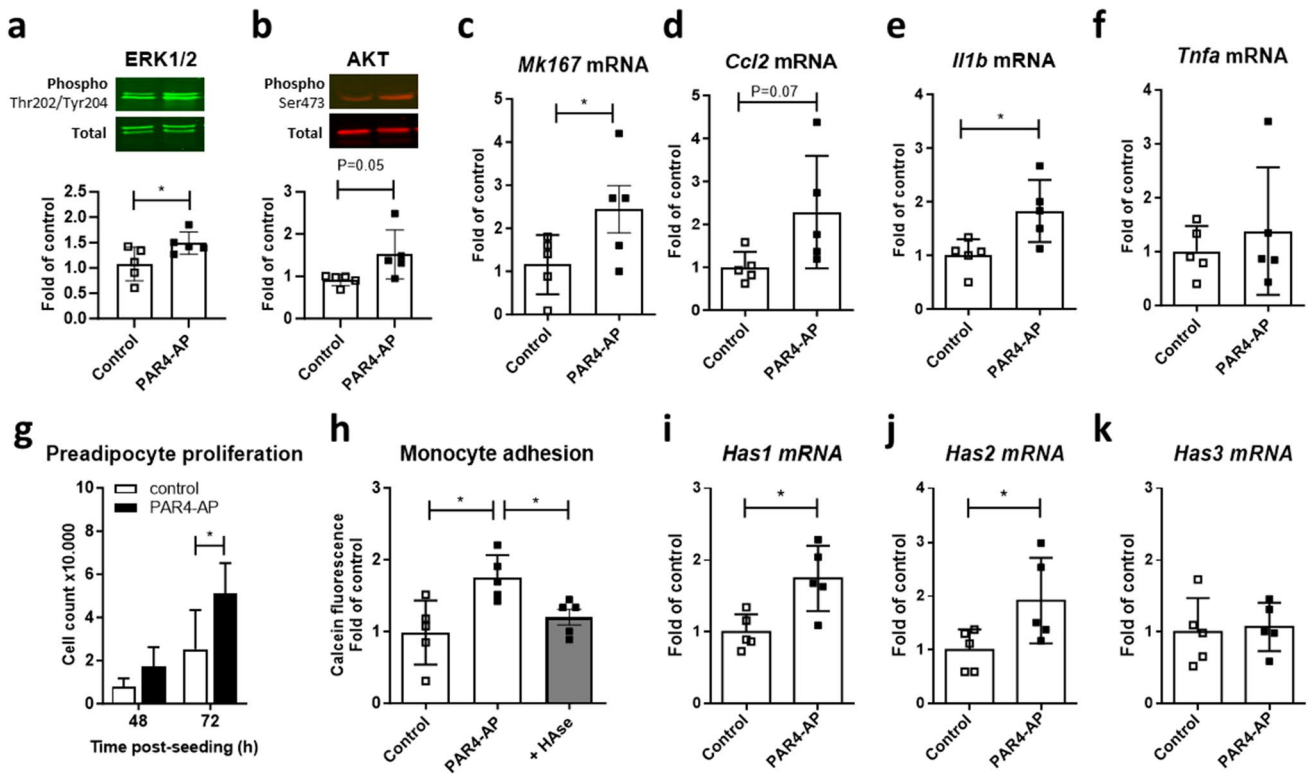 a
ERK1/2
Phospho
Thr202/Tyr204
Total
*
Fold of control
2.5
2.0
1.5
1.0
0.5
0.0
Control
PAR4-AP
b
AKT
Phospho
Ser473
Total
P=0.05
Fold of control
3
2
1
0
Control
PAR4-AP
c
Mk167 mRNA
*
Fold of control
5
4
3
2
1
0
Control
PAR4-AP
d
Ccl2 mRNA
P=0.07
Fold of control
5
4
3
2
1
0
Control
PAR4-AP
e
Il1b mRNA
*
Fold of control
4
3
2
1
0
Control
PAR4-AP
f
Tnfa mRNA
Fold of control
4
3
2
1
0
Control
PAR4-AP
g
Preadipocyte proliferation
control
PAR4-AP
*
Cell count x10.000
10
8
6
4
2
0
48
72
Time post-seeding (h)
h
Monocyte adhesion
*
*
Calcein fluorescence
Fold of control
3
2
1
0
Control
PAR4-AP
+ HAse
i
Has1 mRNA
*
Fold of control
3
2
1
0
Control
PAR4-AP
j
Has2 mRNA
*
Fold of control
4
3
2
1
0
Control
PAR4-AP
k
Has3 mRNA
Fold of control
3
2
1
0
Control
PAR4-AP